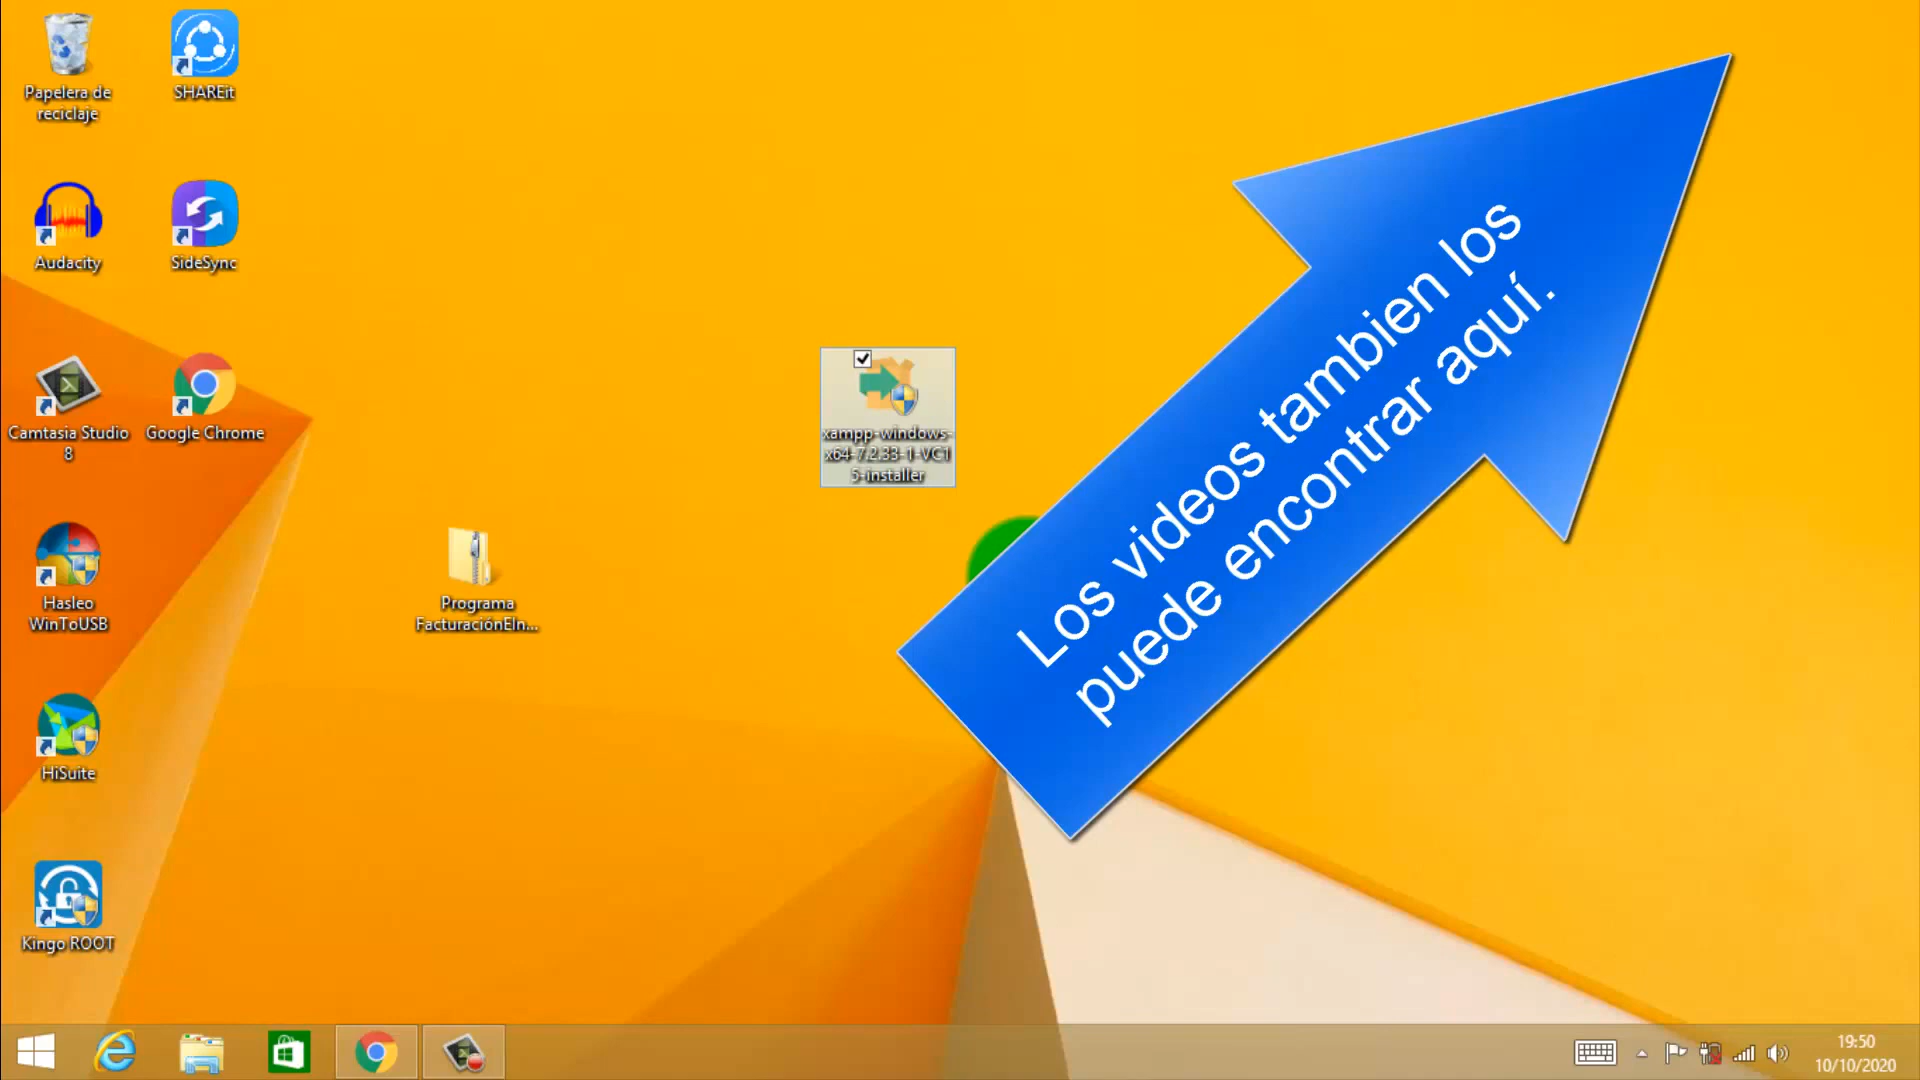 Papelera de
reciclaje
SHAREit
Audacity
SideSync
Camtasia Studio
8
Google Chrome
Hasleo
WinToUSB
HiSuite
Kingo ROOT
xampp-windows-
x64-7.2.33-1-VC1
5-installer
Programa
FacturaciónEIn...
Los videos tambien los
puede encontrar aquí.
19:50
10/10/2020